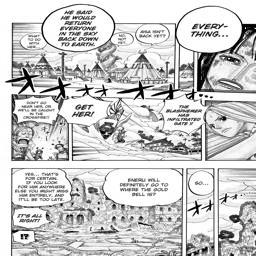 EVERY-
THING...
HE SAID
HE WOULD
RETURN
EVERYONE
IN THE SKY
BACK DOWN
TO EARTH.
AISA ISN'T
BACK YET?
THE
BLASPHEMER
HAS
INFILTRATED
GATE 1!
GET
HER!
DON'T GO
NEAR HER, OR
WE'LL BE CAUGHT
IN THE
CROSSFIRE!
SO...
ENERU WILL
DEFINITELY GO TO
WHERE THE GOLD
BELL IS?
YES... THAT'S
FOR CERTAIN.
IF YOU LOOK
FOR HIM ANYWHERE
ELSE YOU MIGHT MISS
HIM ENTIRELY, AND
IT'LL BE TOO LATE.
IT'S ALL
RIGHT!
!?